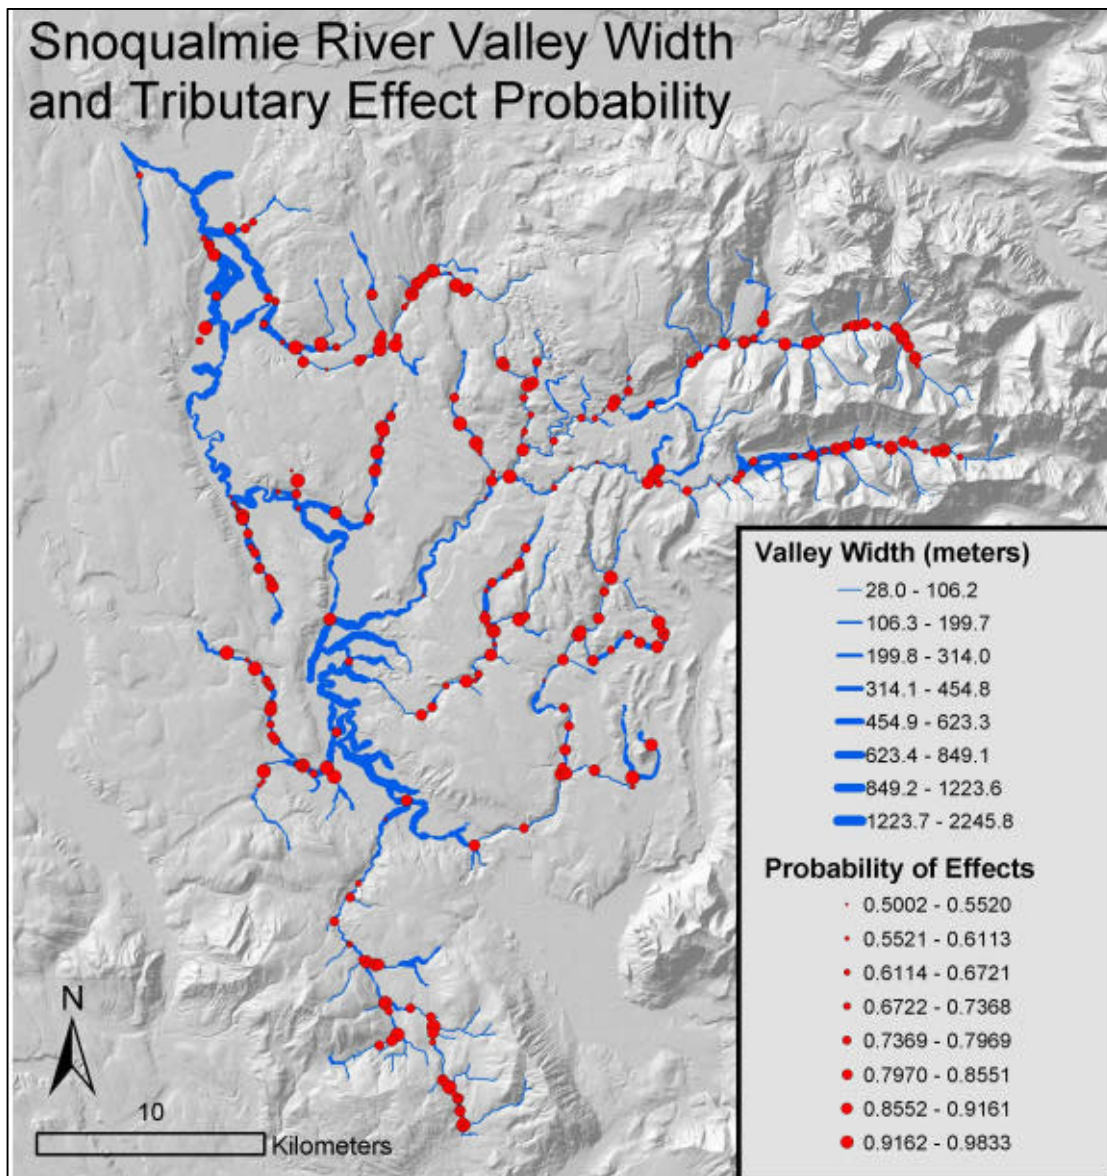 Snoqualmie River Valley Width
and Tributary Effect Probability
Valley Width (meters)
28.0 - 106.2
106.3 - 199.7
199.8 - 314.0
314.1 - 454.8
454.9 - 623.3
623.4 - 849.1
849.2 - 1223.6
1223.7 - 2245.8
Probability of Effects
0.5002 - 0.5520
0.5521 - 0.6113
0.6114 - 0.6721
0.6722 - 0.7368
0.7369 - 0.7969
0.7970 - 0.8551
0.8552 - 0.9161
0.9162 - 0.9833
N
10
Kilometers